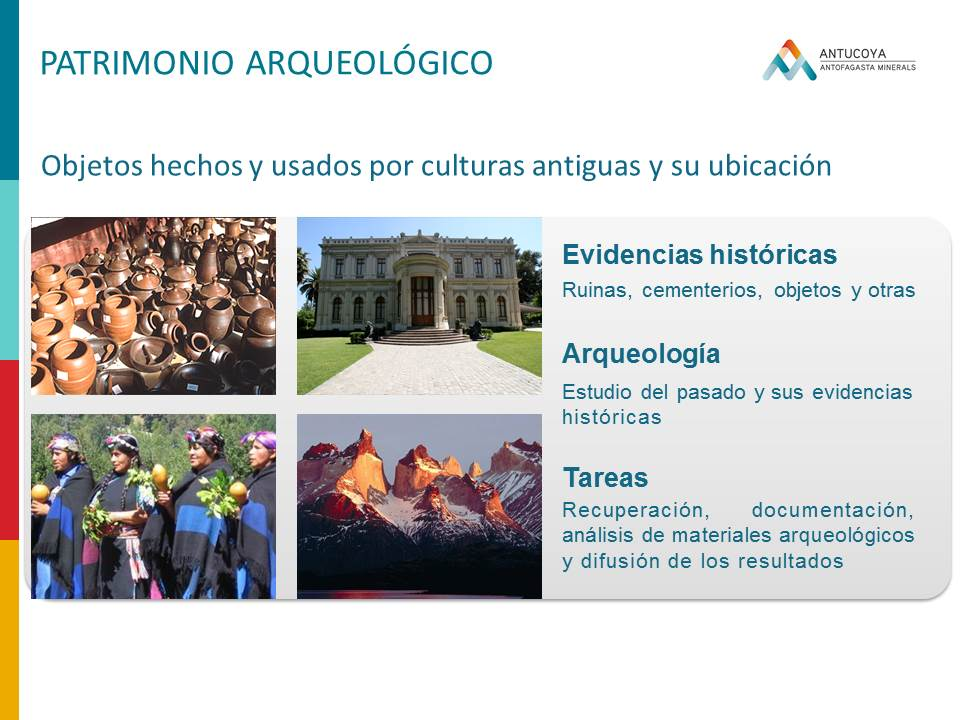 PATRIMONIO ARQUEOLÓGICO
ANTUCOYA
ANTOFAGASTA MINERALS
Objetos hechos y usados por culturas antiguas y su ubicación
Evidencias históricas
Ruinas, cementerios, objetos y otras
Arqueología
Estudio del pasado y sus evidencias
históricas
Tareas
Recuperación, documentación,
análisis de materiales arqueológicos
y difusión de los resultados